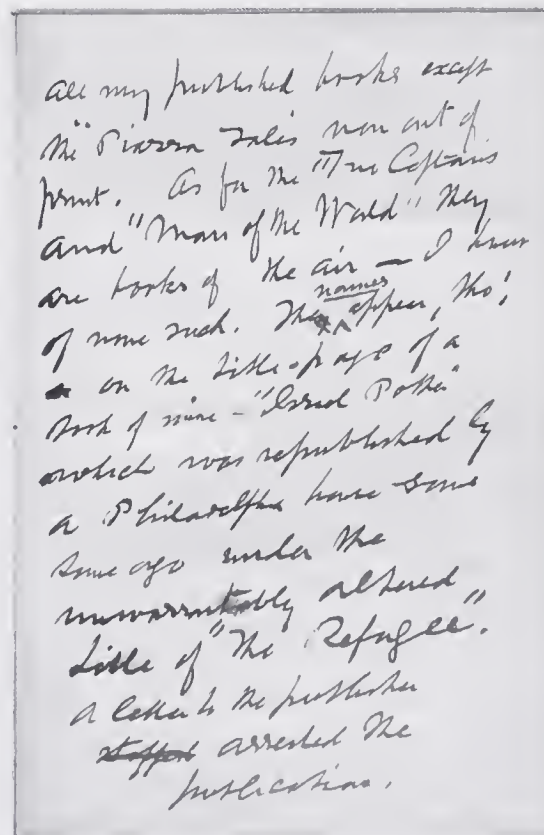 all my published books except
the "Piazza Tales now out of
print. As for the "Two Captains
and "Man of the World" they
are books of the air — I know
of none such. The names appear, tho',
on the title-page of a
book of mine — "Israel Potter"
which was republished by
a Philadelphia house some
time ago under the
unwarrantably altered
title of "The Refugee".
A letter to the publisher
stopped arrested the
publication.